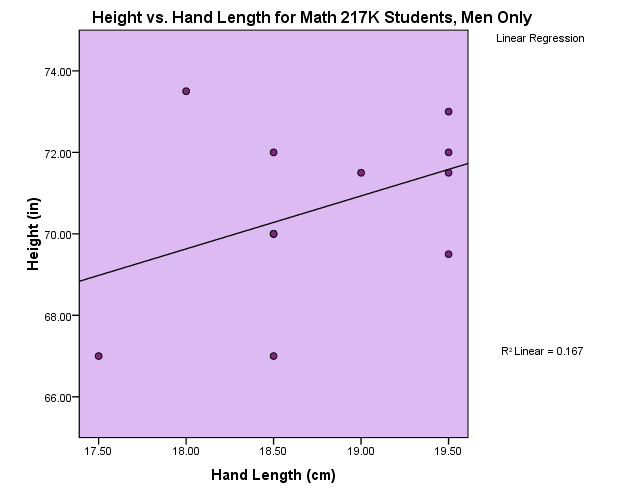 Height vs. Hand Length for Math 217K Students, Men Only
Linear Regression
74.00
72.00
70.00
68.00
66.00
Height (in)
R² Linear = 0.167
17.50 18.00 18.50 19.00 19.50
Hand Length (cm)